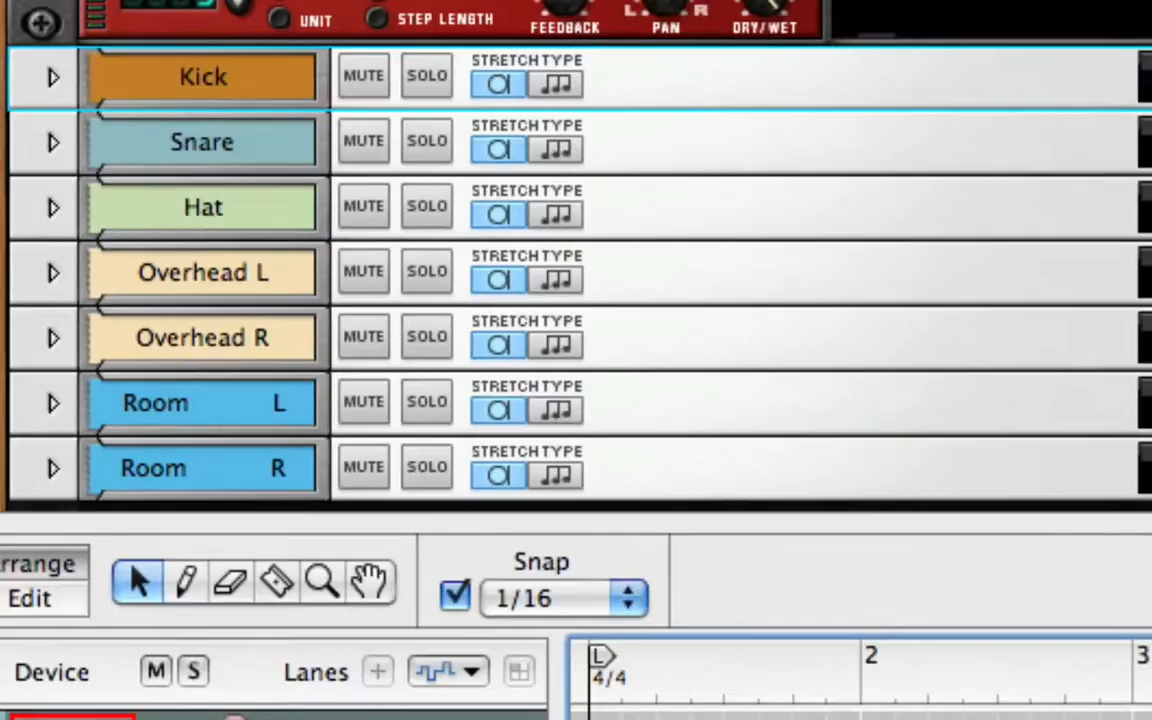 UNIT STEP LENGTH FEEDBACK L PAN R DRY/WET
Kick MUTE SOLO STRETCH TYPE
Snare MUTE SOLO STRETCH TYPE
Hat MUTE SOLO STRETCH TYPE
Overhead L MUTE SOLO STRETCH TYPE
Overhead R MUTE SOLO STRETCH TYPE
Room L MUTE SOLO STRETCH TYPE
Room R MUTE SOLO STRETCH TYPE
rrange
Edit
Snap
1/16
Device M S Lanes +
L 2 3
4/4